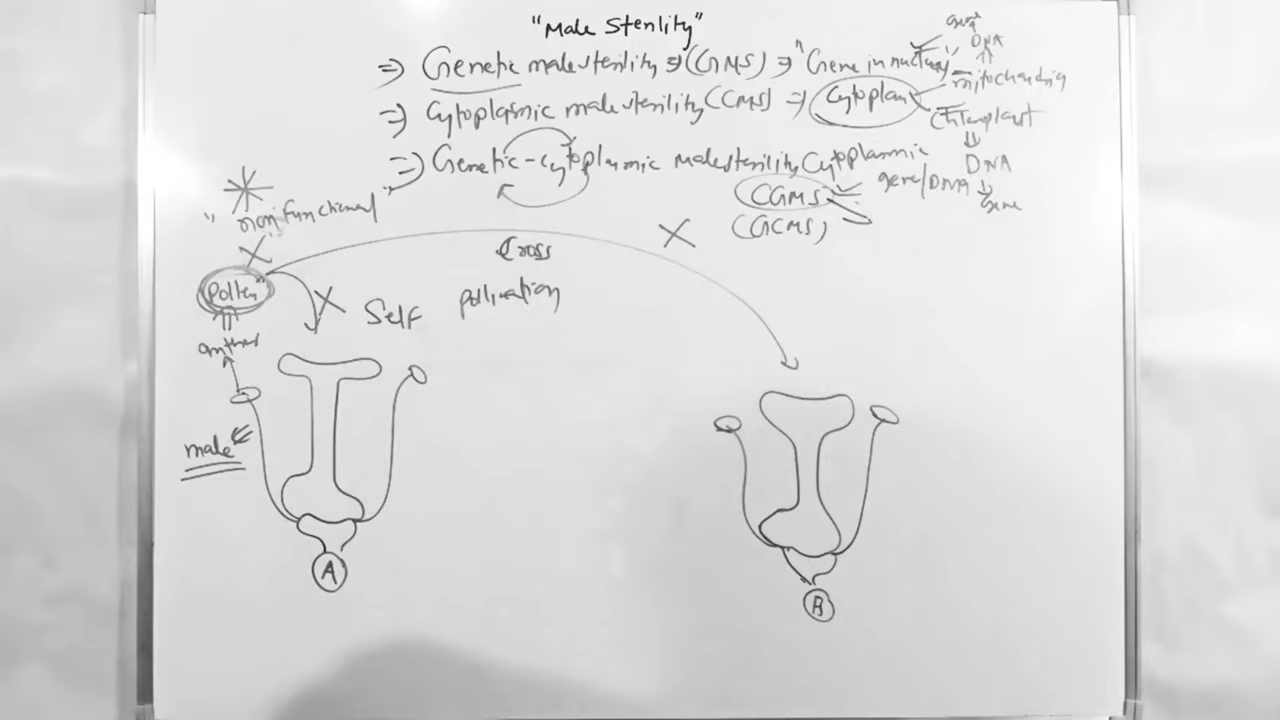 "Male Sterility"
⇒ Genetic male sterility ⇒ (GMS) ⇒ "Gene in nucleus"
gene
DNA
mitochondria
⇒ Cytoplasmic male sterility (CMS) ⇒ Cytoplasm
Chloroplast
DNA
gene
⇒ Genetic-cytoplasmic male sterility Cytoplasmic
gene/DNA
CGMS
(GCMS)
"non functional"
Pollen
anther
male
Self
Cross
pollination
A
B